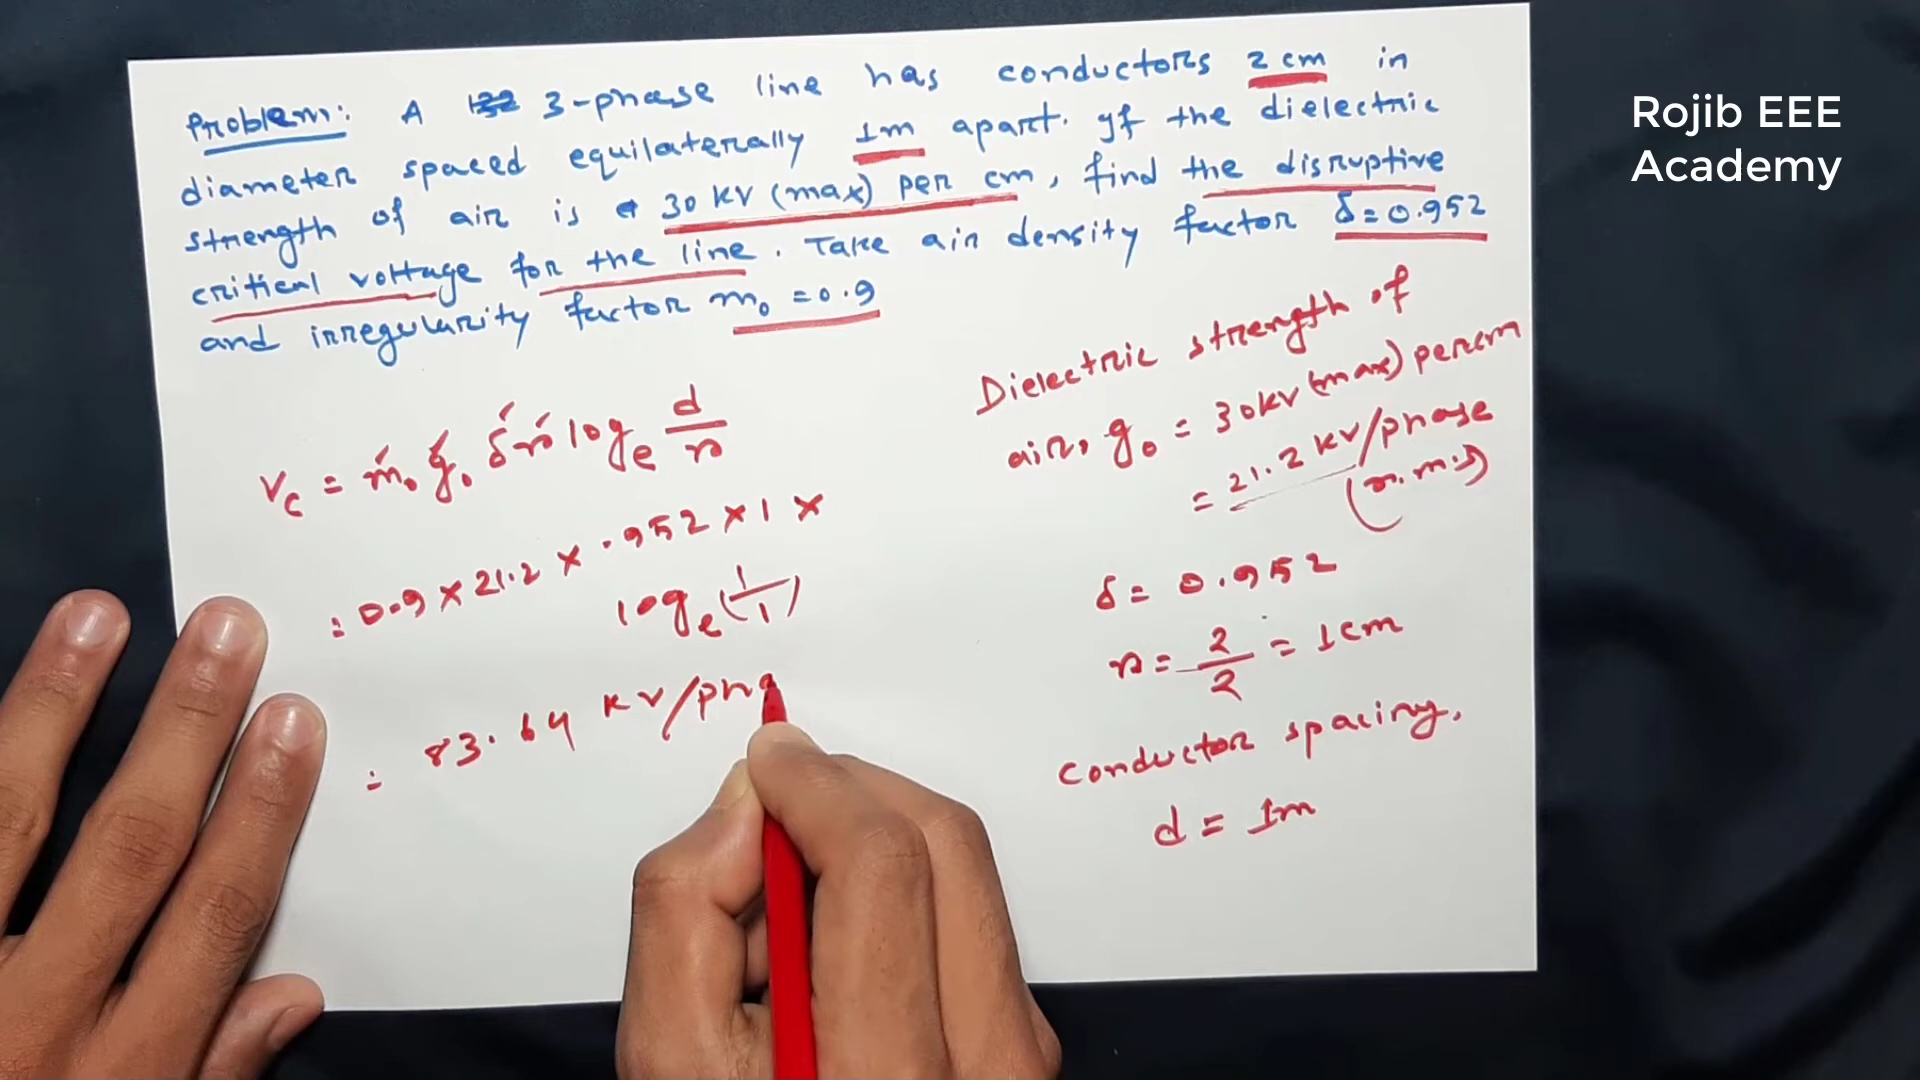 Problem: A 3-phase line has conductors 2 cm in
diameter spaced equilaterally 1m apart. If the dielectric
strength of air is 30 kV (max) per cm, find the disruptive
critical voltage for the line. Take air density factor δ = 0.952
and irregularity factor m₀ = 0.9
V_c = m₀ g₀ δ r log_e d/r
= 0.9 × 21.2 × .952 × 1 ×
log_e (1/1)
= 83.64 kV/pha
Dielectric strength of
air, g₀ = 30kV (max) per cm
= 21.2 kV/phase
(r.m.s)
δ = 0.952
r = 2/2 = 1cm
Conductor spacing,
d = 1m
Rojib EEE
Academy